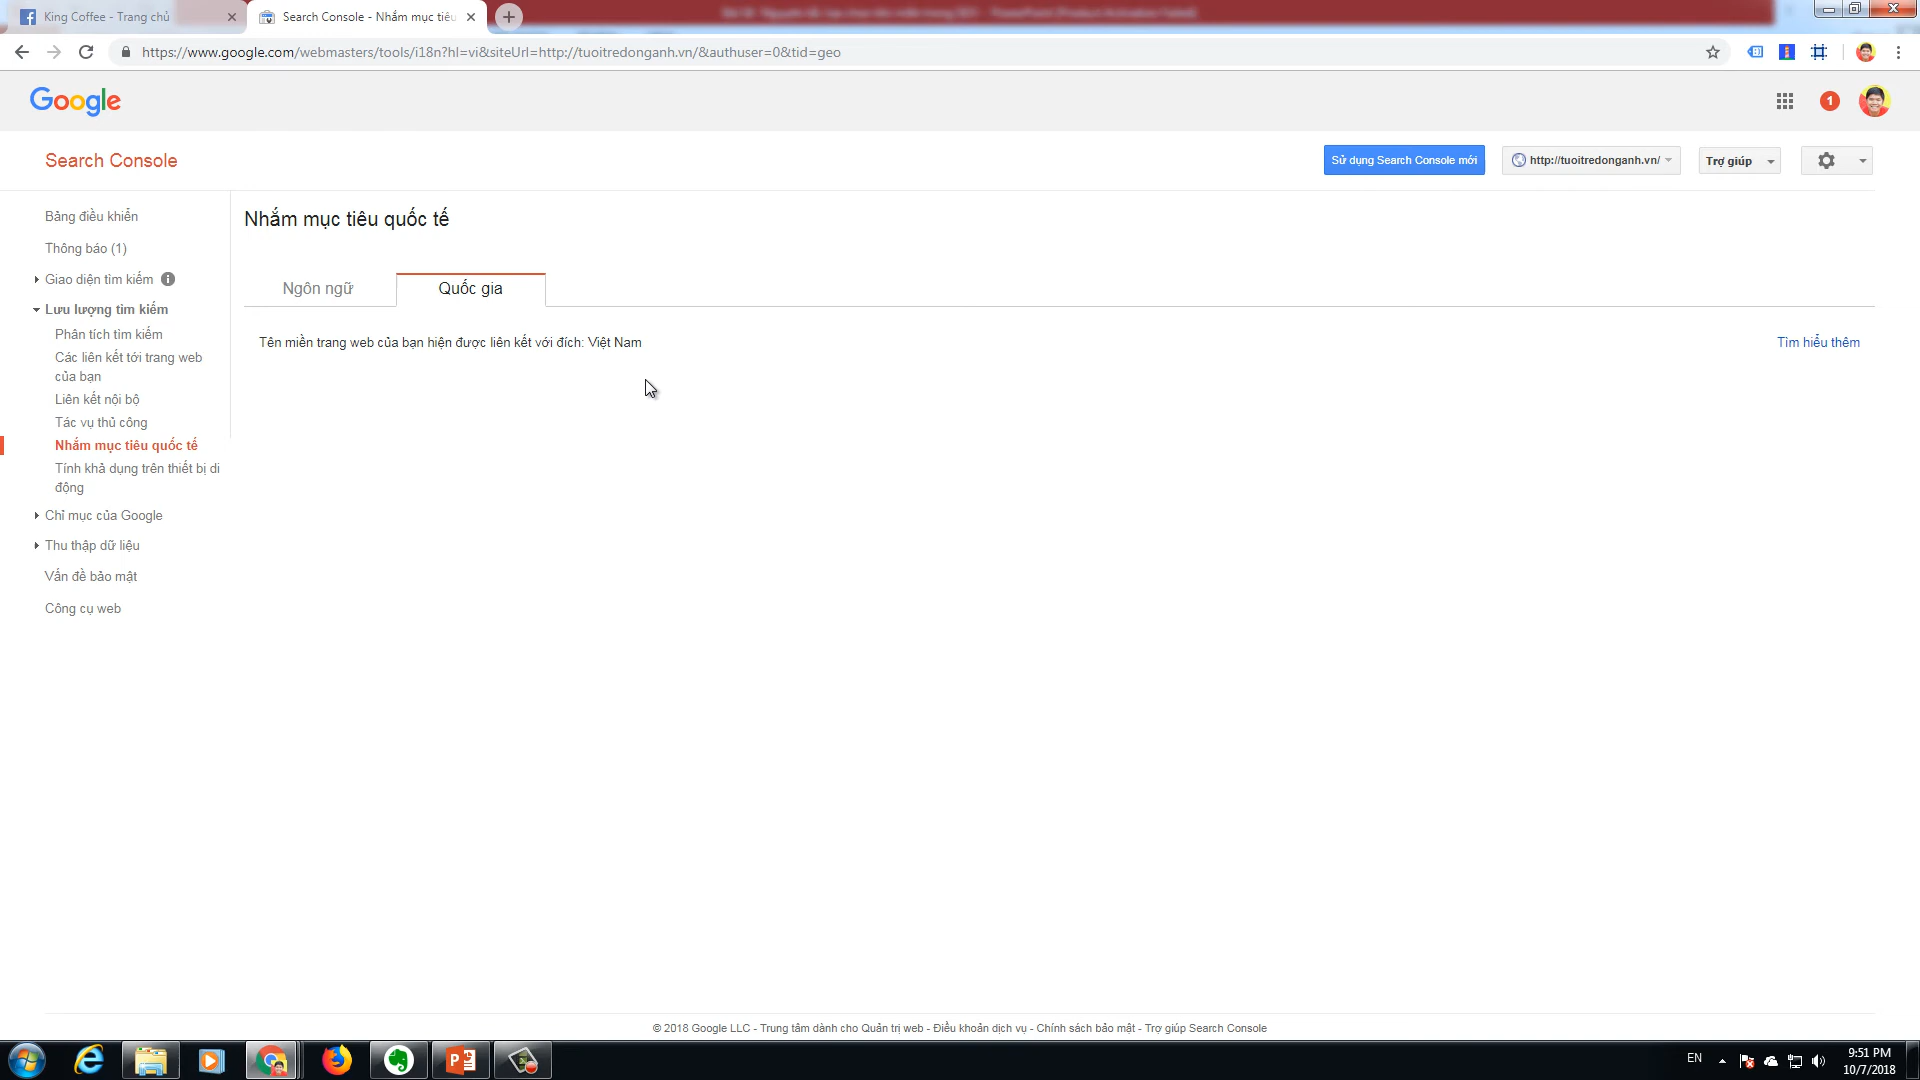 King Coffee - Trang chủ
Search Console - Nhắm mục tiêu
https://www.google.com/webmasters/tools/i18n?hl=vi&siteUrl=http://tuoitredonganh.vn/&authuser=0&tid=geo
Google
1
Search Console
Sử dụng Search Console mới
http://tuoitredonganh.vn/
Trợ giúp
Bảng điều khiển
Thông báo (1)
Giao diện tìm kiếm
Lưu lượng tìm kiếm
Phân tích tìm kiếm
Các liên kết tới trang web
của bạn
Liên kết nội bộ
Tác vụ thủ công
Nhắm mục tiêu quốc tế
Tính khả dụng trên thiết bị di
động
Chỉ mục của Google
Thu thập dữ liệu
Vấn đề bảo mật
Công cụ web
Nhắm mục tiêu quốc tế
Ngôn ngữ
Quốc gia
Tên miền trang web của bạn hiện được liên kết với đích: Việt Nam
Tìm hiểu thêm
© 2018 Google LLC - Trung tâm dành cho Quản trị web - Điều khoản dịch vụ - Chính sách bảo mật - Trợ giúp Search Console
EN
9:51 PM
10/7/2018